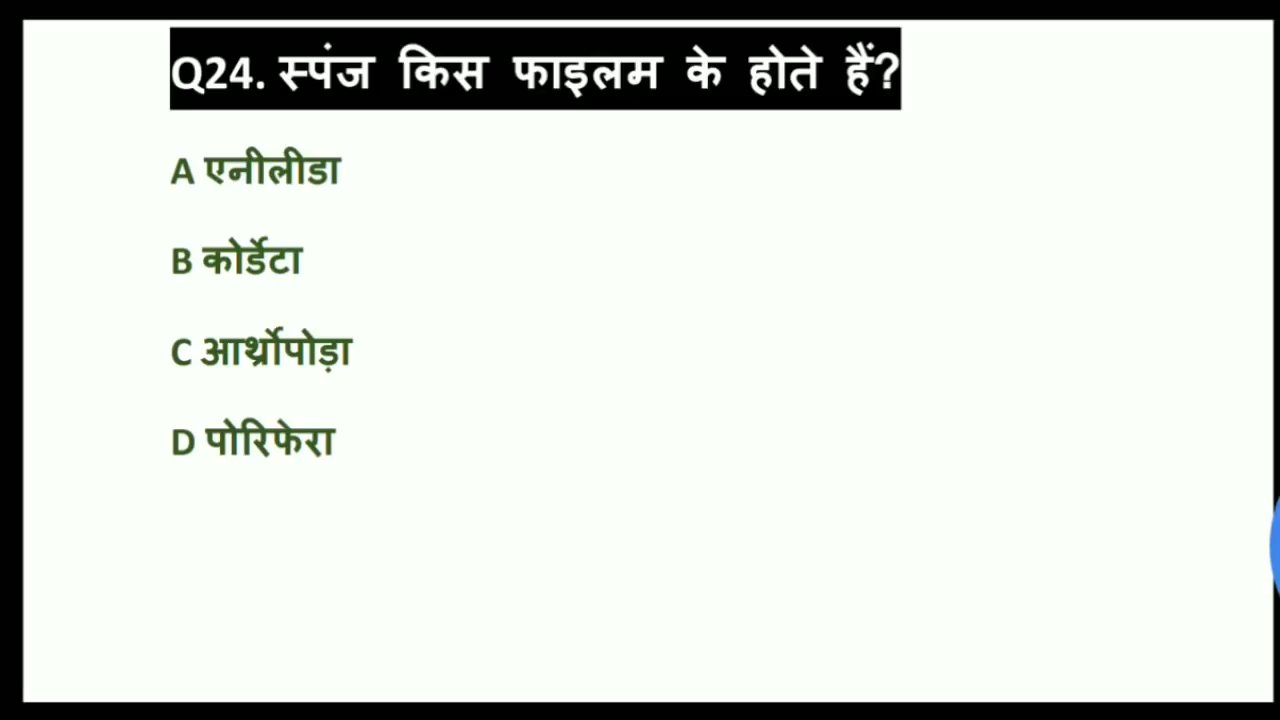 Q24. स्पंज किस फाइलम के होते हैं?
A एनीलीडा
B कोर्डेटा
C आर्थ्रोपोड़ा
D पोरिफेरा